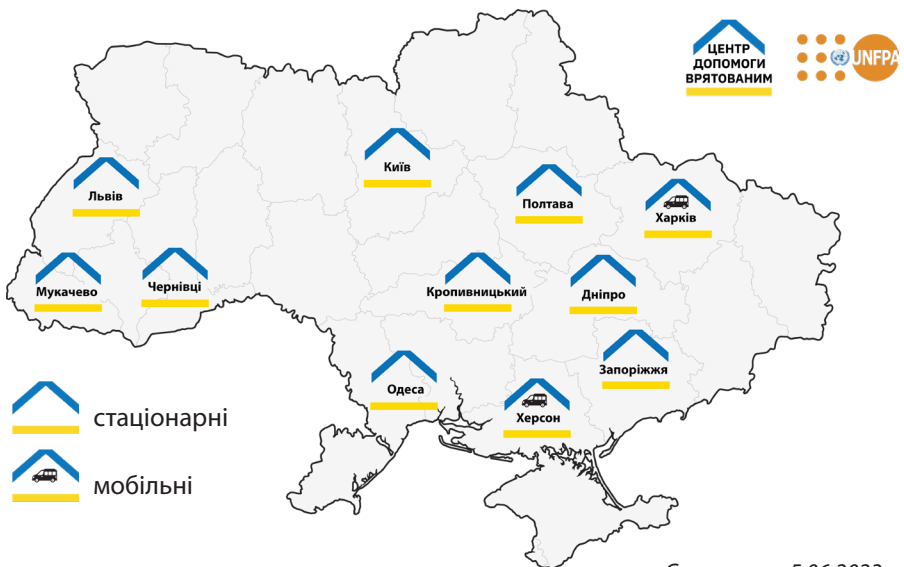 ЦЕНТР
ДОПОМОГИ
ВРЯТОВАНИМ
UNFPA
Київ
Львів
Полтава
Харків
Мукачево
Чернівці
Кропивницький
Дніпро
Запоріжжя
Одеса
Херсон
стаціонарні
мобільні